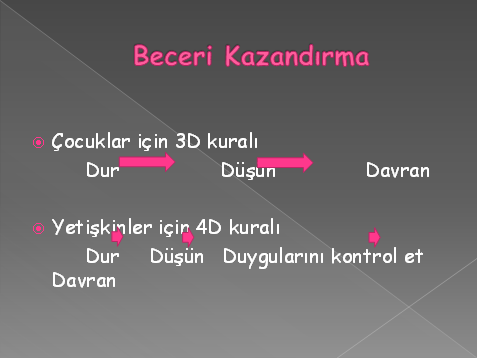 Beceri Kazandırma
Çocuklar için 3D kuralı
Dur Düşün Davran
Yetişkinler için 4D kuralı
Dur Düşün Duygularını kontrol et
Davran